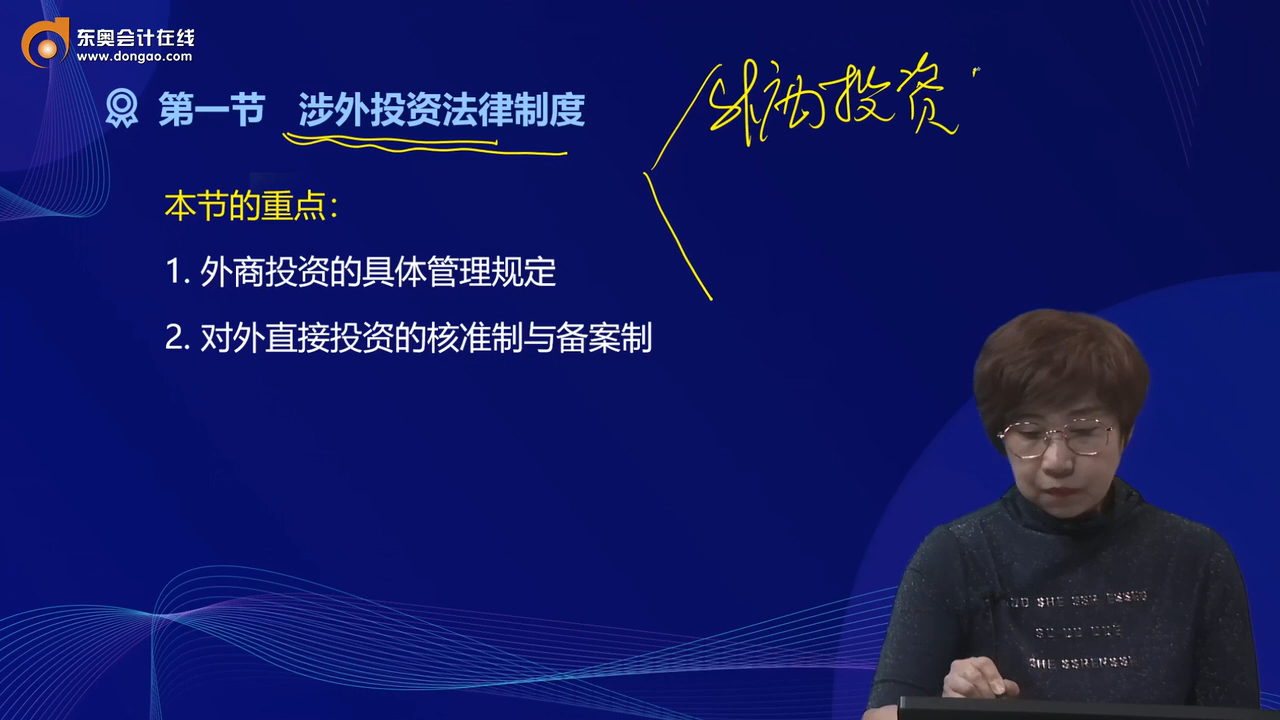 东奥会计在线
www.dongao.com
第一节 涉外投资法律制度
外商投资
本节的重点：
1. 外商投资的具体管理规定
2. 对外直接投资的核准制与备案制